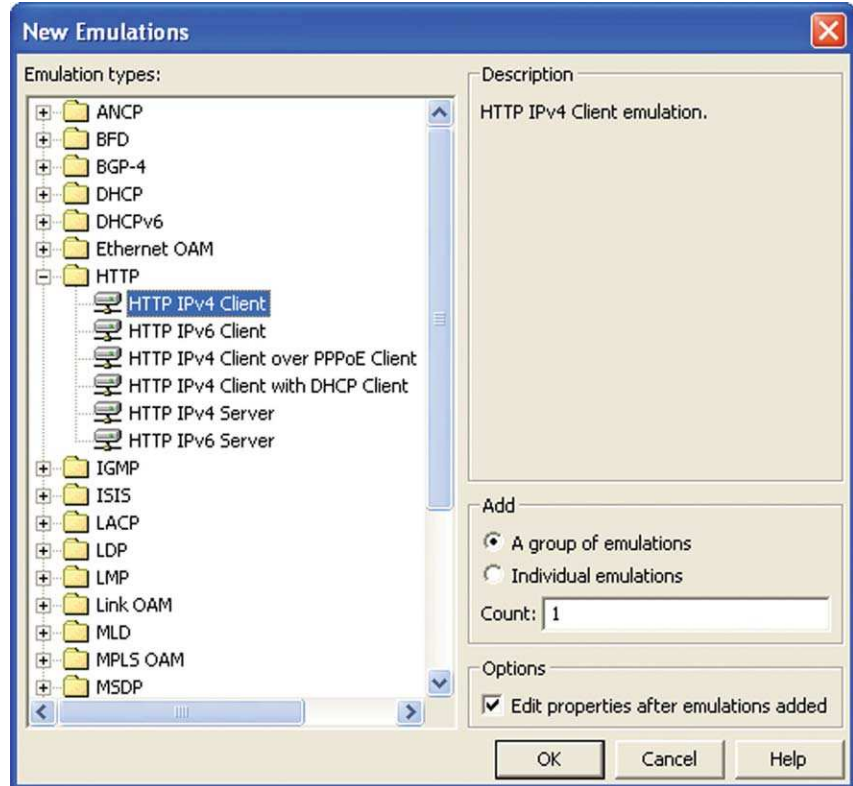 New Emulations
Emulation types:
ANCP
BFD
BGP-4
DHCP
DHCPv6
Ethernet OAM
HTTP
HTTP IPv4 Client
HTTP IPv6 Client
HTTP IPv4 Client over PPPoE Client
HTTP IPv4 Client with DHCP Client
HTTP IPv4 Server
HTTP IPv6 Server
IGMP
ISIS
LACP
LDP
LMP
Link OAM
MLD
MPLS OAM
MSDP
Description
HTTP IPv4 Client emulation.
Add
A group of emulations
Individual emulations
Count: 1
Options
Edit properties after emulations added
OK
Cancel
Help